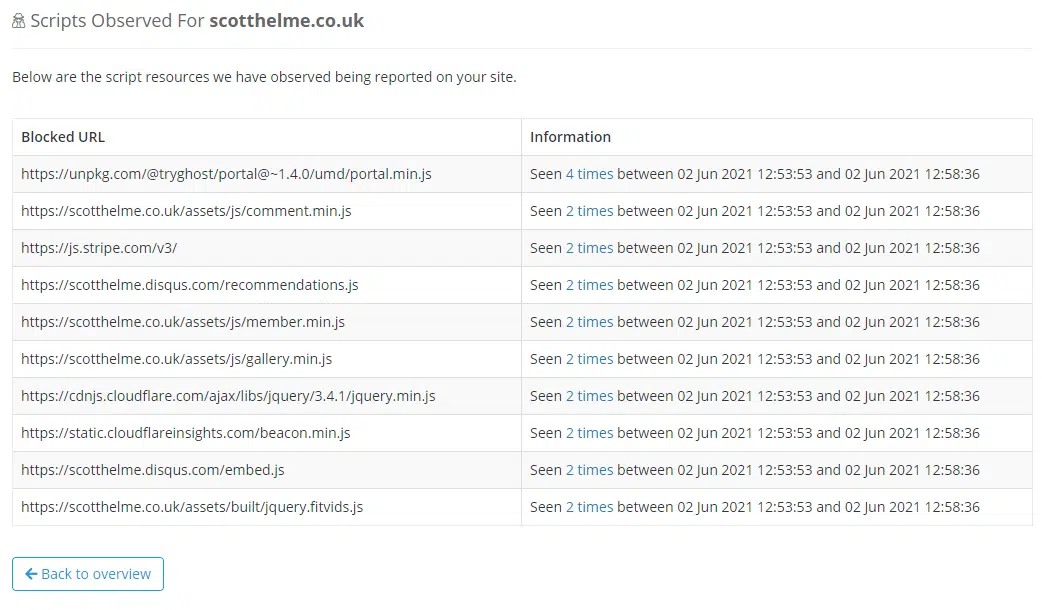 Scripts Observed For scotthelme.co.uk
Below are the script resources we have observed being reported on your site.
Blocked URL Information
https://unpkg.com/@tryghost/portal@~1.4.0/umd/portal.min.js Seen 4 times between 02 Jun 2021 12:53:53 and 02 Jun 2021 12:58:36
https://scotthelme.co.uk/assets/js/comment.min.js Seen 2 times between 02 Jun 2021 12:53:53 and 02 Jun 2021 12:58:36
https://js.stripe.com/v3/ Seen 2 times between 02 Jun 2021 12:53:53 and 02 Jun 2021 12:58:36
https://scotthelme.disqus.com/recommendations.js Seen 2 times between 02 Jun 2021 12:53:53 and 02 Jun 2021 12:58:36
https://scotthelme.co.uk/assets/js/member.min.js Seen 2 times between 02 Jun 2021 12:53:53 and 02 Jun 2021 12:58:36
https://scotthelme.co.uk/assets/js/gallery.min.js Seen 2 times between 02 Jun 2021 12:53:53 and 02 Jun 2021 12:58:36
https://cdnjs.cloudflare.com/ajax/libs/jquery/3.4.1/jquery.min.js Seen 2 times between 02 Jun 2021 12:53:53 and 02 Jun 2021 12:58:36
https://static.cloudflareinsights.com/beacon.min.js Seen 2 times between 02 Jun 2021 12:53:53 and 02 Jun 2021 12:58:36
https://scotthelme.disqus.com/embed.js Seen 2 times between 02 Jun 2021 12:53:53 and 02 Jun 2021 12:58:36
https://scotthelme.co.uk/assets/built/jquery.fitvids.js Seen 2 times between 02 Jun 2021 12:53:53 and 02 Jun 2021 12:58:36
Back to overview